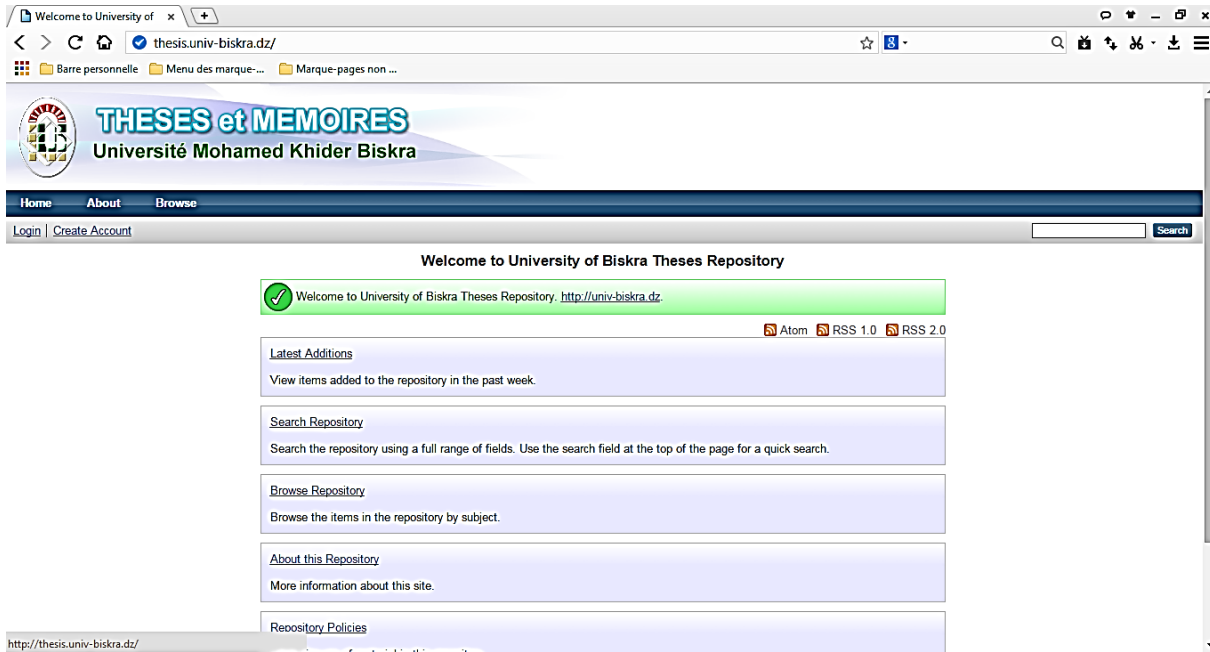 Welcome to University of
thesis.univ-biskra.dz/
8
Barre personnelle Menu des marque-... Marque-pages non ...
THESES et MEMOIRES
Université Mohamed Khider Biskra
Home About Browse
Login | Create Account Search
Welcome to University of Biskra Theses Repository
Welcome to University of Biskra Theses Repository. http://univ-biskra.dz.
Atom RSS 1.0 RSS 2.0
Latest Additions
View items added to the repository in the past week.
Search Repository
Search the repository using a full range of fields. Use the search field at the top of the page for a quick search.
Browse Repository
Browse the items in the repository by subject.
About this Repository
More information about this site.
Repository Policies
http://thesis.univ-biskra.dz/